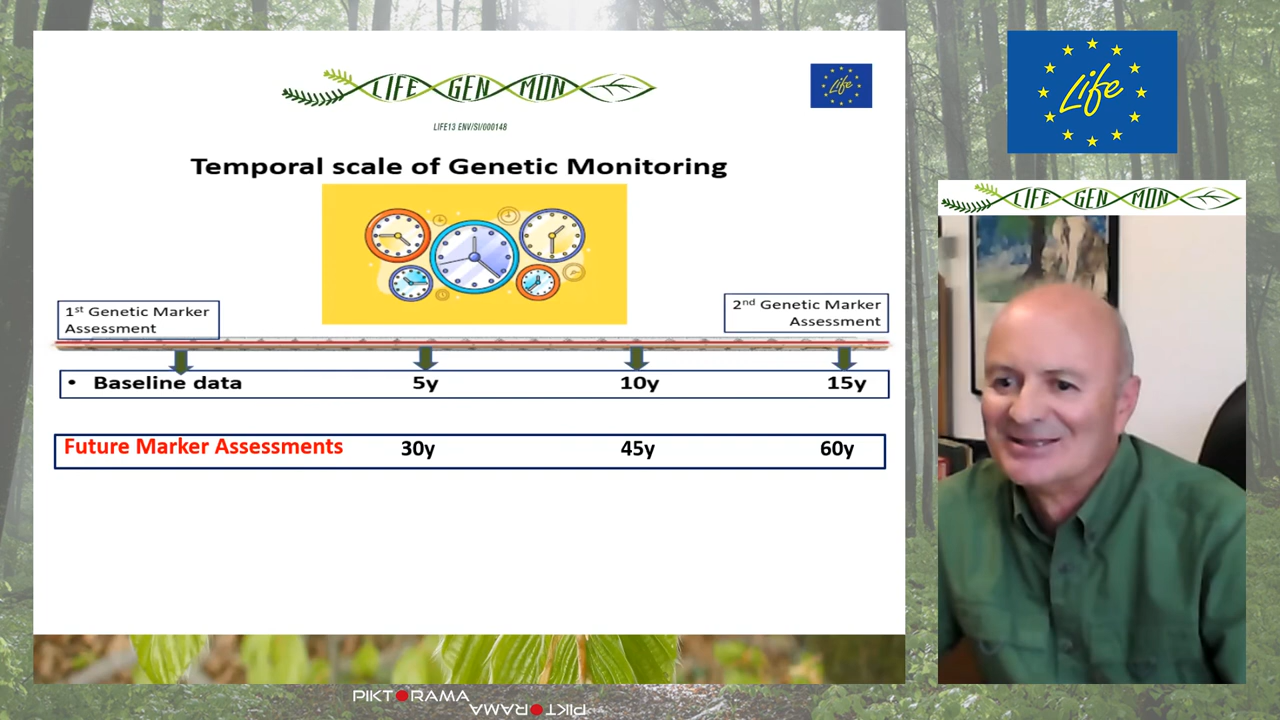 LIFE GEN MON
Life
LIFE13 ENV/SI/000148
Temporal scale of Genetic Monitoring
1st Genetic Marker
Assessment
2nd Genetic Marker
Assessment
• Baseline data 5y 10y 15y
Future Marker Assessments 30y 45y 60y
Life
LIFE GEN MON
PIKTORAMA
PIKTORAMA